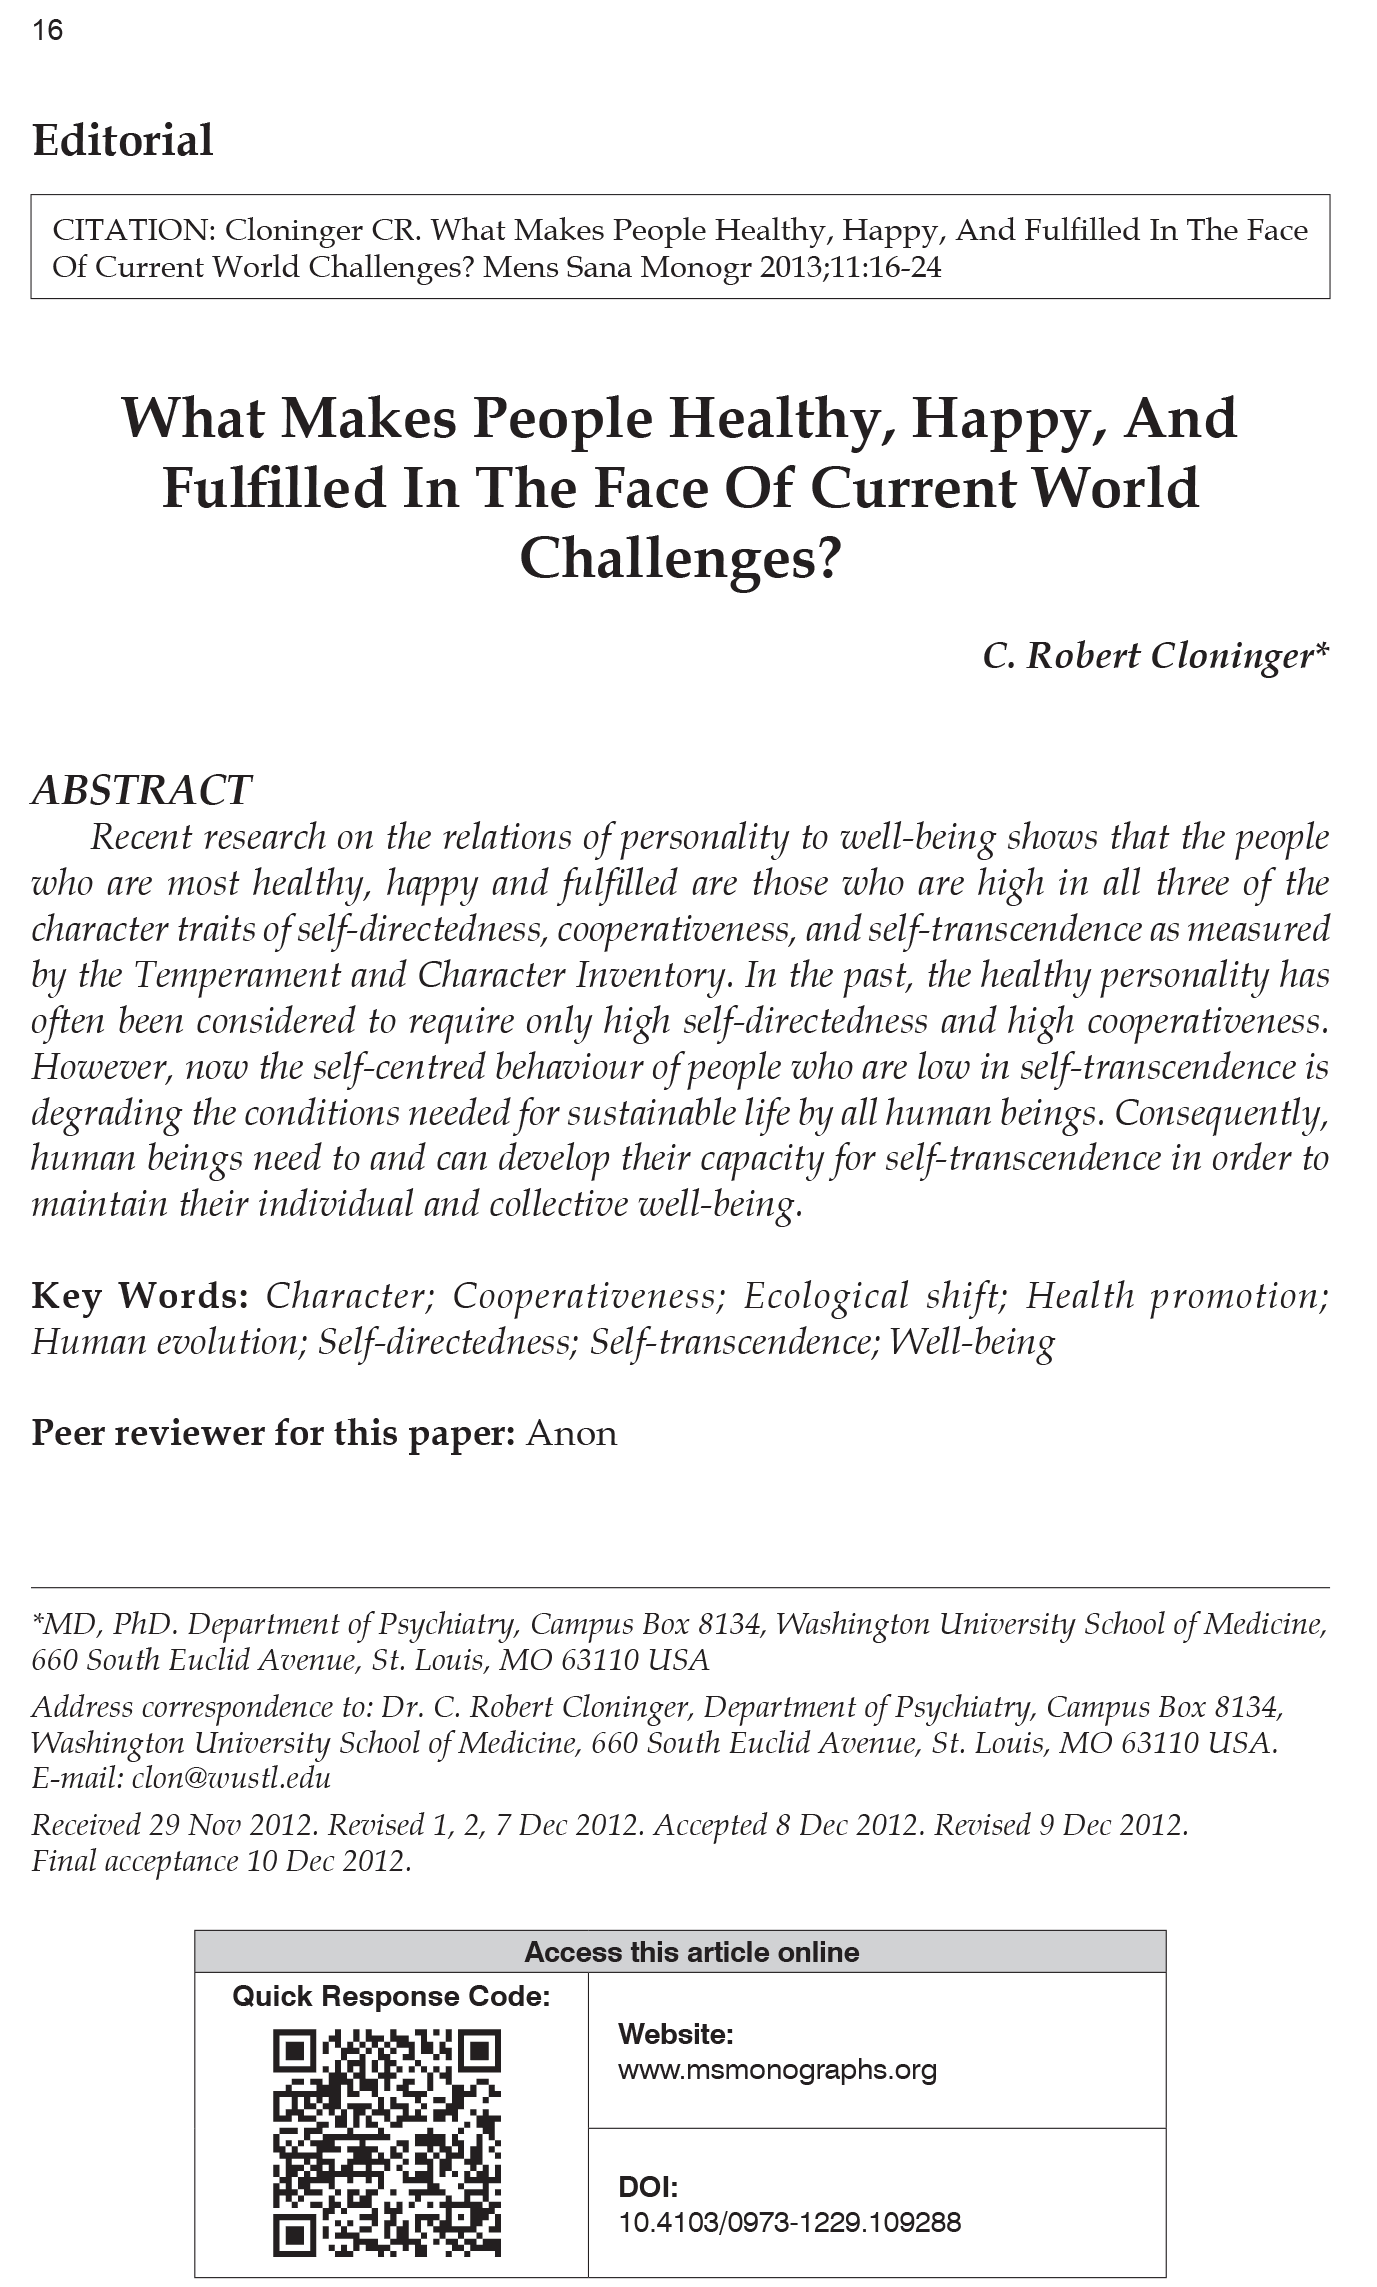 16
Editorial
CITATION: Cloninger CR. What Makes People Healthy, Happy, And Fulfilled In The Face
Of Current World Challenges? Mens Sana Monogr 2013;11:16-24
What Makes People Healthy, Happy, And
Fulfilled In The Face Of Current World
Challenges?
C. Robert Cloninger*
ABSTRACT
Recent research on the relations of personality to well-being shows that the people
who are most healthy, happy and fulfilled are those who are high in all three of the
character traits of self-directedness, cooperativeness, and self-transcendence as measured
by the Temperament and Character Inventory. In the past, the healthy personality has
often been considered to require only high self-directedness and high cooperativeness.
However, now the self-centred behaviour of people who are low in self-transcendence is
degrading the conditions needed for sustainable life by all human beings. Consequently,
human beings need to and can develop their capacity for self-transcendence in order to
maintain their individual and collective well-being.
Key Words: Character; Cooperativeness; Ecological shift; Health promotion;
Human evolution; Self-directedness; Self-transcendence; Well-being
Peer reviewer for this paper: Anon
*MD, PhD. Department of Psychiatry, Campus Box 8134, Washington University School of Medicine,
660 South Euclid Avenue, St. Louis, MO 63110 USA
Address correspondence to: Dr. C. Robert Cloninger, Department of Psychiatry, Campus Box 8134,
Washington University School of Medicine, 660 South Euclid Avenue, St. Louis, MO 63110 USA.
E-mail: clon@wustl.edu
Received 29 Nov 2012. Revised 1, 2, 7 Dec 2012. Accepted 8 Dec 2012. Revised 9 Dec 2012.
Final acceptance 10 Dec 2012.
Access this article online
Quick Response Code:
Website:
www.msmonographs.org
DOI:
10.4103/0973-1229.109288